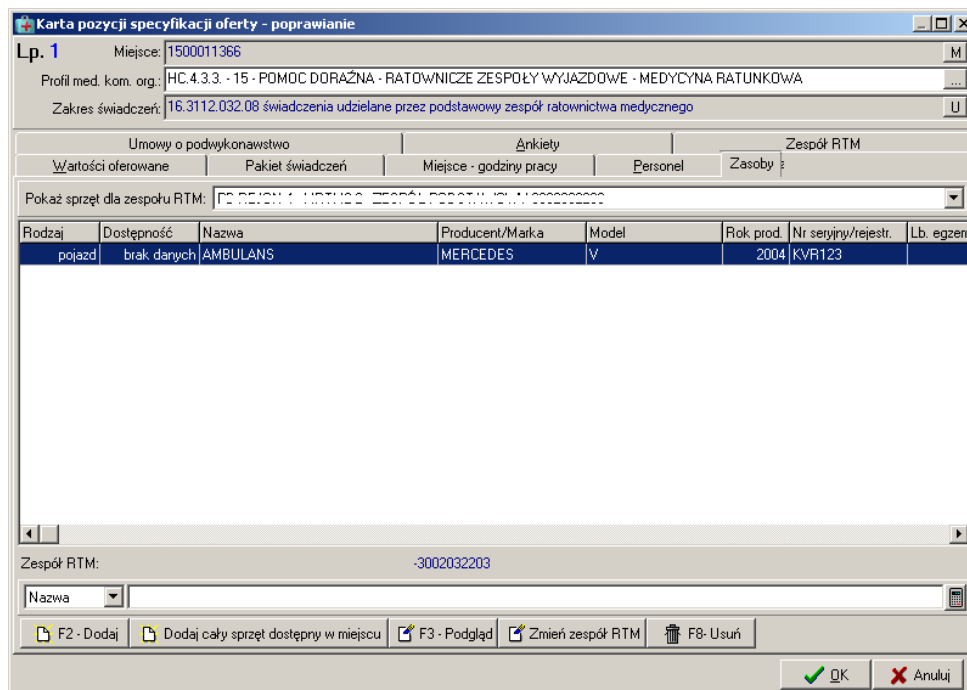 Karta pozycji specyfikacji oferty - poprawianie
Lp. 1 Miejsce: 1500011366 M
Profil med. kom. org.: HC.4.3.3. - 15 - POMOC DORAŹNA - RATOWNICZE ZESPOŁY WYJAZDOWE - MEDYCYNA RATUNKOWA ...
Zakres świadczeń: 16.3112.032.08 świadczenia udzielane przez podstawowy zespół ratownictwa medycznego U
Umowy o podwykonawstwo Ankiety Zespół RTM
Wartości oferowane Pakiet świadczeń Miejsce - godziny pracy Personel Zasoby
Pokaż sprzęt dla zespołu RTM:
Rodzaj Dostępność Nazwa Producent/Marka Model Rok prod. Nr seryjny/rejestr. Lb. egzem
pojazd brak danych AMBULANS MERCEDES V 2004 KVR123
Zespół RTM: -3002032203
Nazwa
F2 - Dodaj Dodaj cały sprzęt dostępny w miejscu F3 - Podgląd Zmień zespół RTM F8- Usuń
OK Anuluj